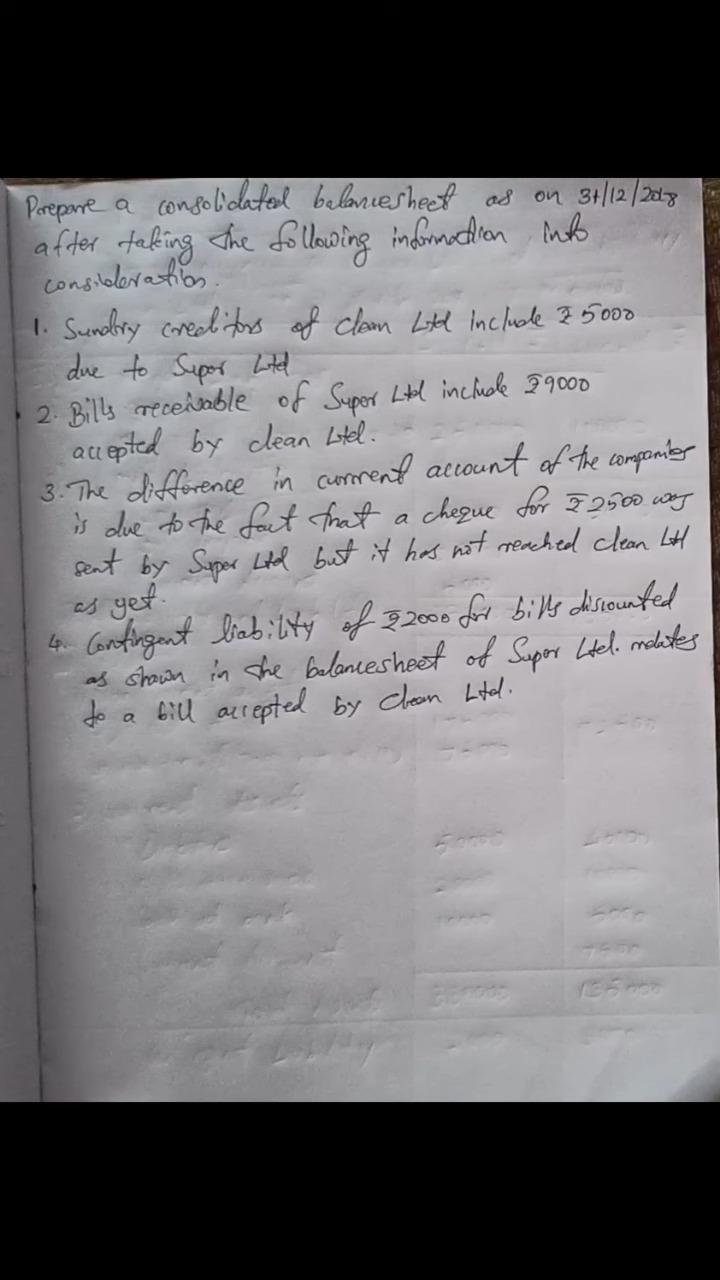 Prepare a consolidated balancesheet as on 31/12/2018
after taking the following information into
consideration.
1. Sundry creditors of Clean Ltd include ₹5000
due to Super Ltd
2. Bills receivable of Super Ltd include ₹9000
accepted by clean Ltd.
3. The difference in current account of the companies
is due to the fact that a cheque for ₹2500 was
sent by Super Ltd but it has not reached Clean Ltd
as yet.
4. Contingent liability of ₹2000 for bills discounted
as shown in the balancesheet of Super Ltd. relates
to a bill accepted by Clean Ltd.